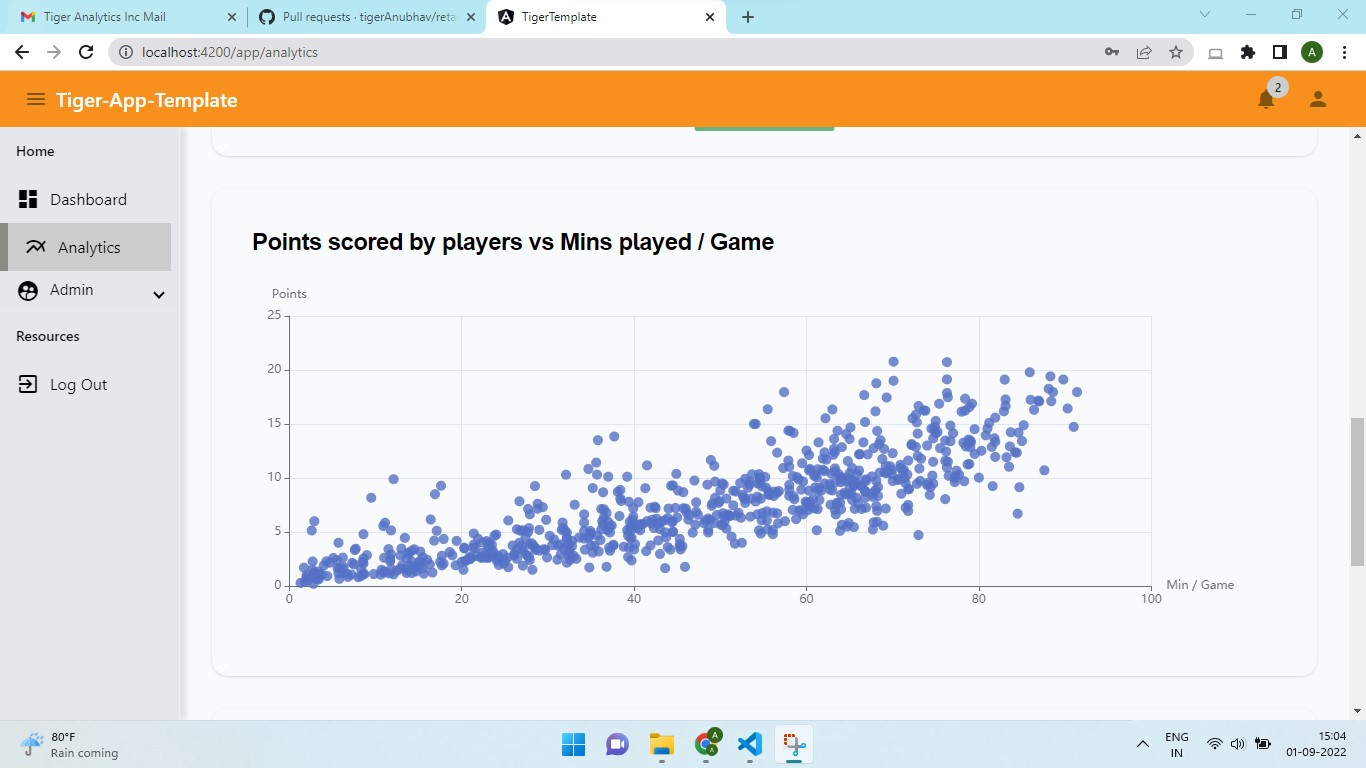 Tiger Analytics Inc Mail
Pull requests · tigerAnubhav/reta
TigerTemplate
localhost:4200/app/analytics
A
Tiger-App-Template
2
Home
Dashboard
Analytics
Admin
Resources
Log Out
Points scored by players vs Mins played / Game
Points
25
20
15
10
5
0
0 20 40 60 80 100
Min / Game
80°F
Rain coming
A
A
ENG
IN
15:04
01-09-2022